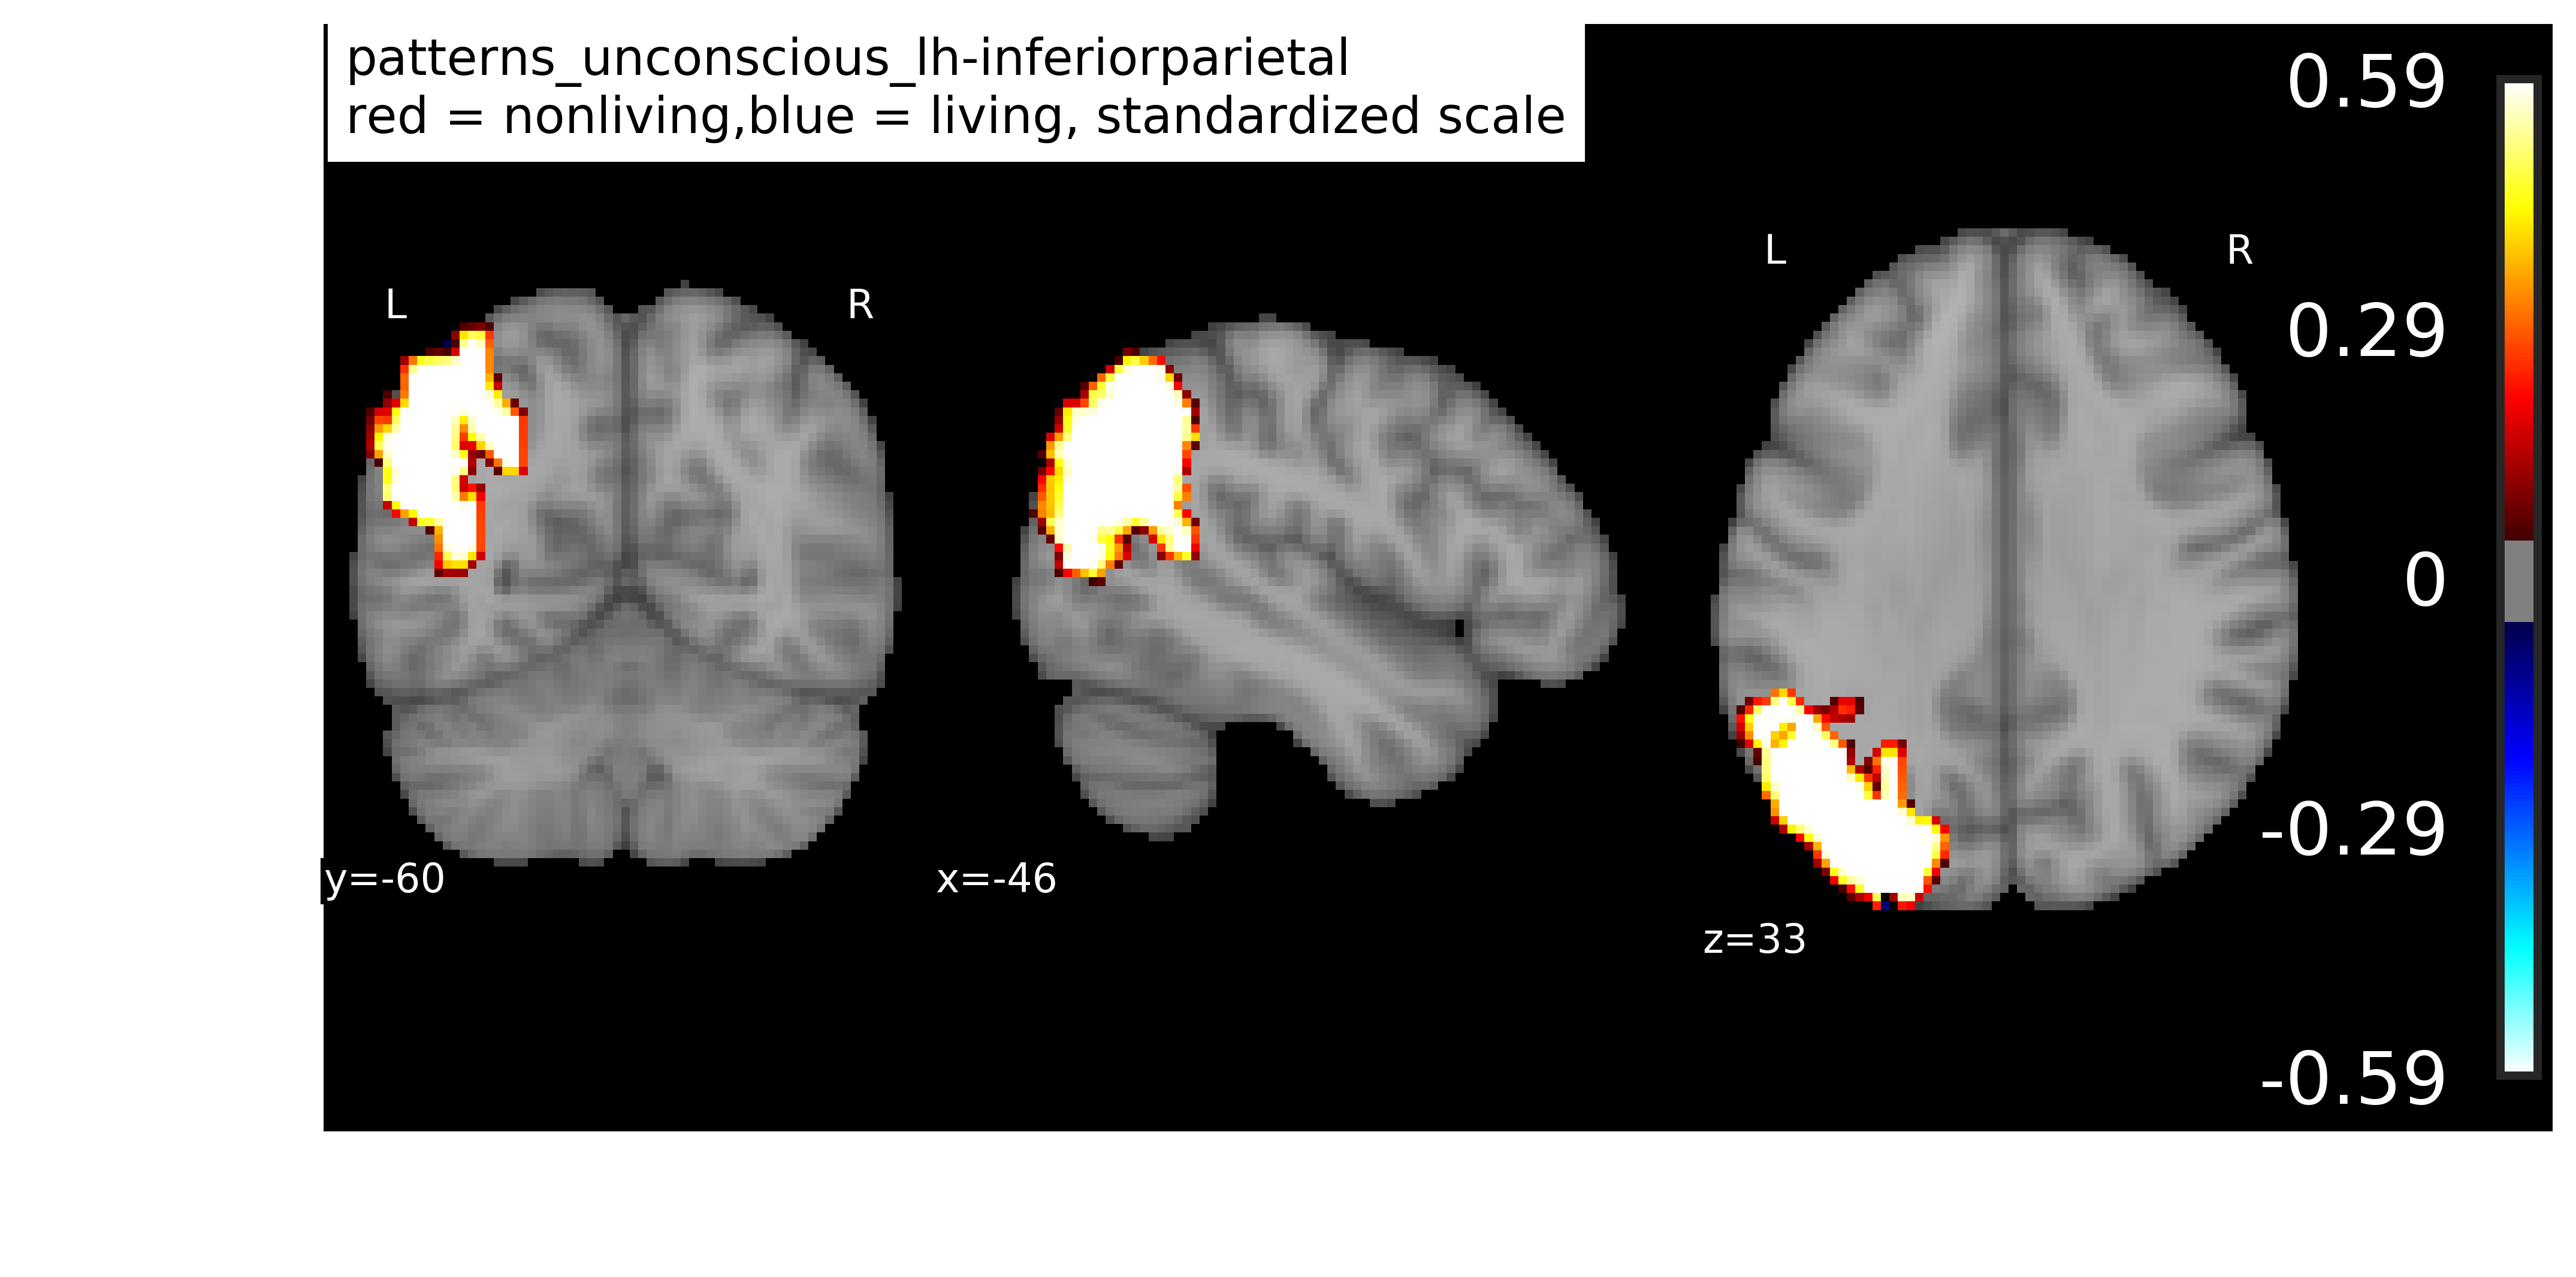 patterns_unconscious_lh-inferiorparietal
red = nonliving,blue = living, standardized scale
L
R
L
R
y=-60
x=-46
z=33
0.59
0.29
0
-0.29
-0.59